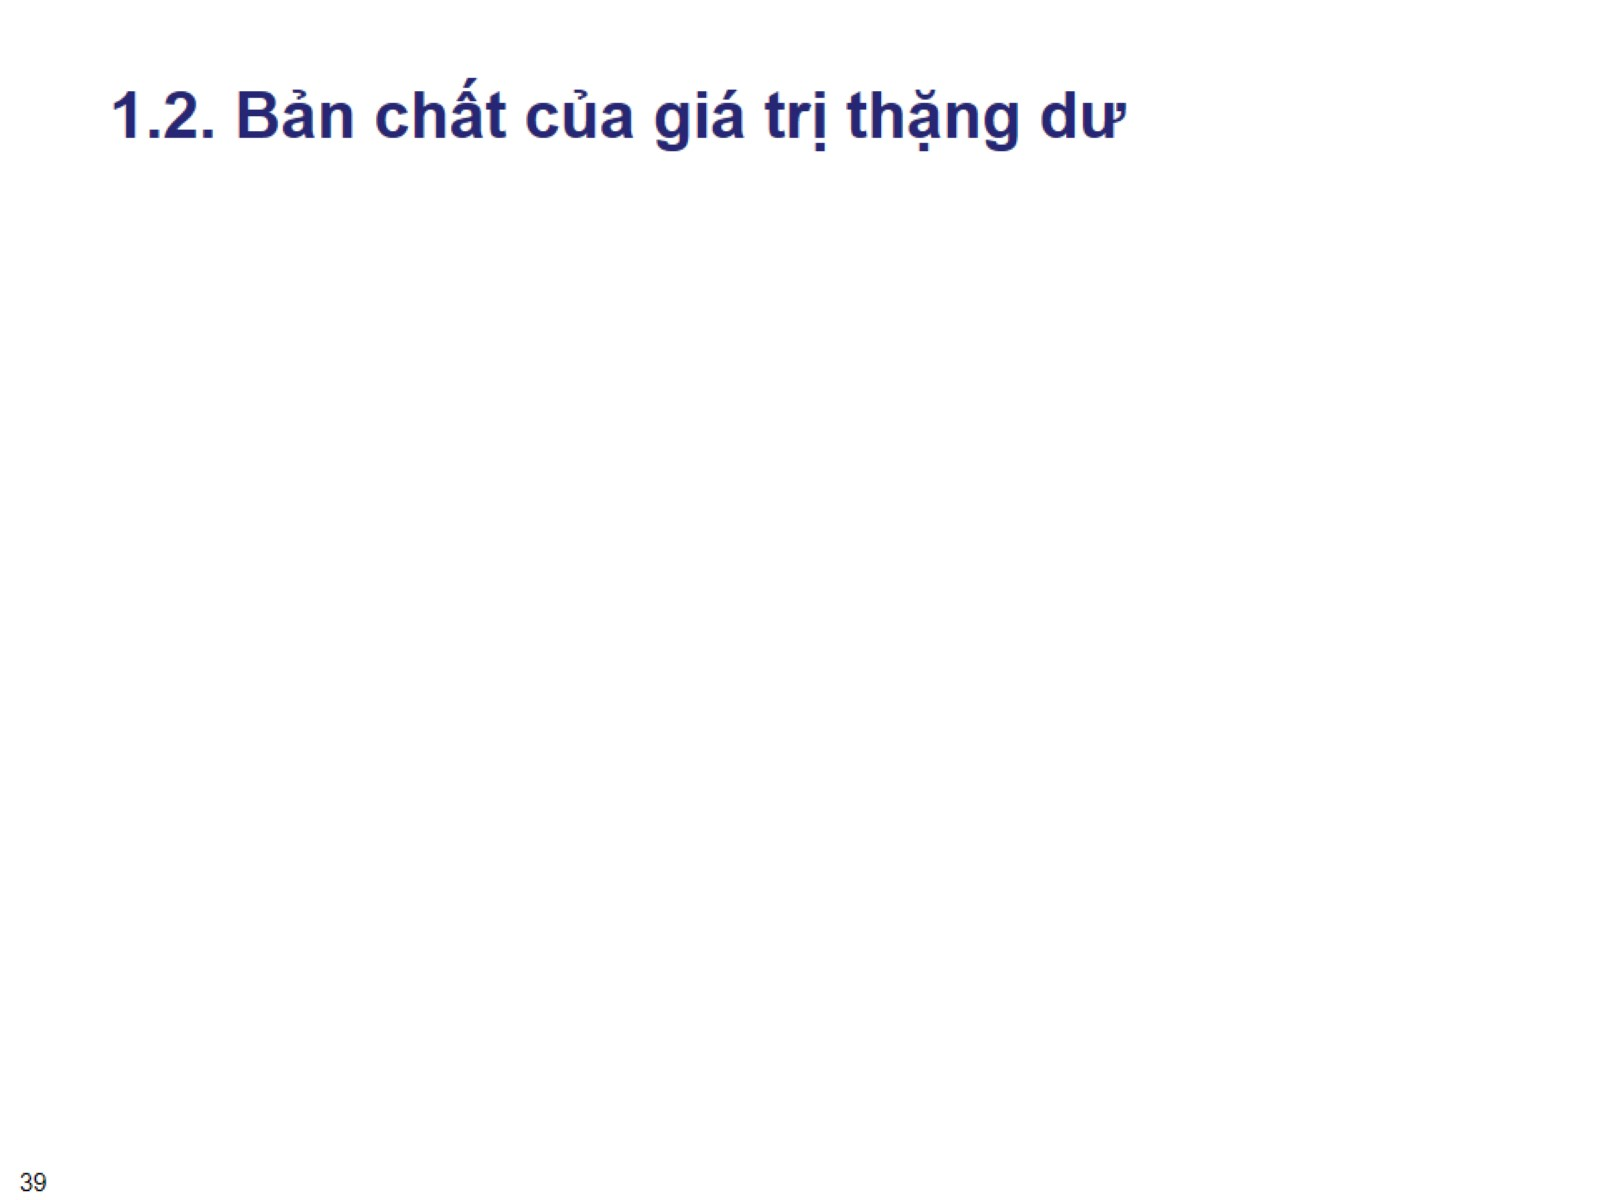 1.2. Bản chất của giá trị thặng dư
39